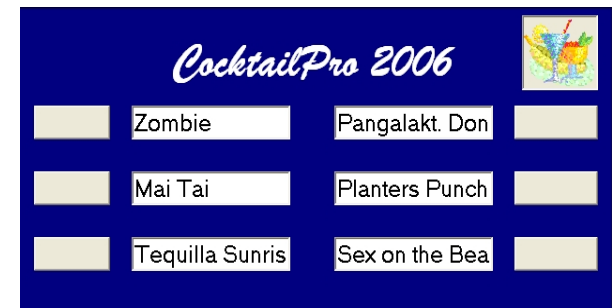 CocktailPro 2006
Zombie
Pangalakt. Don
Mai Tai
Planters Punch
Tequilla Sunris
Sex on the Bea